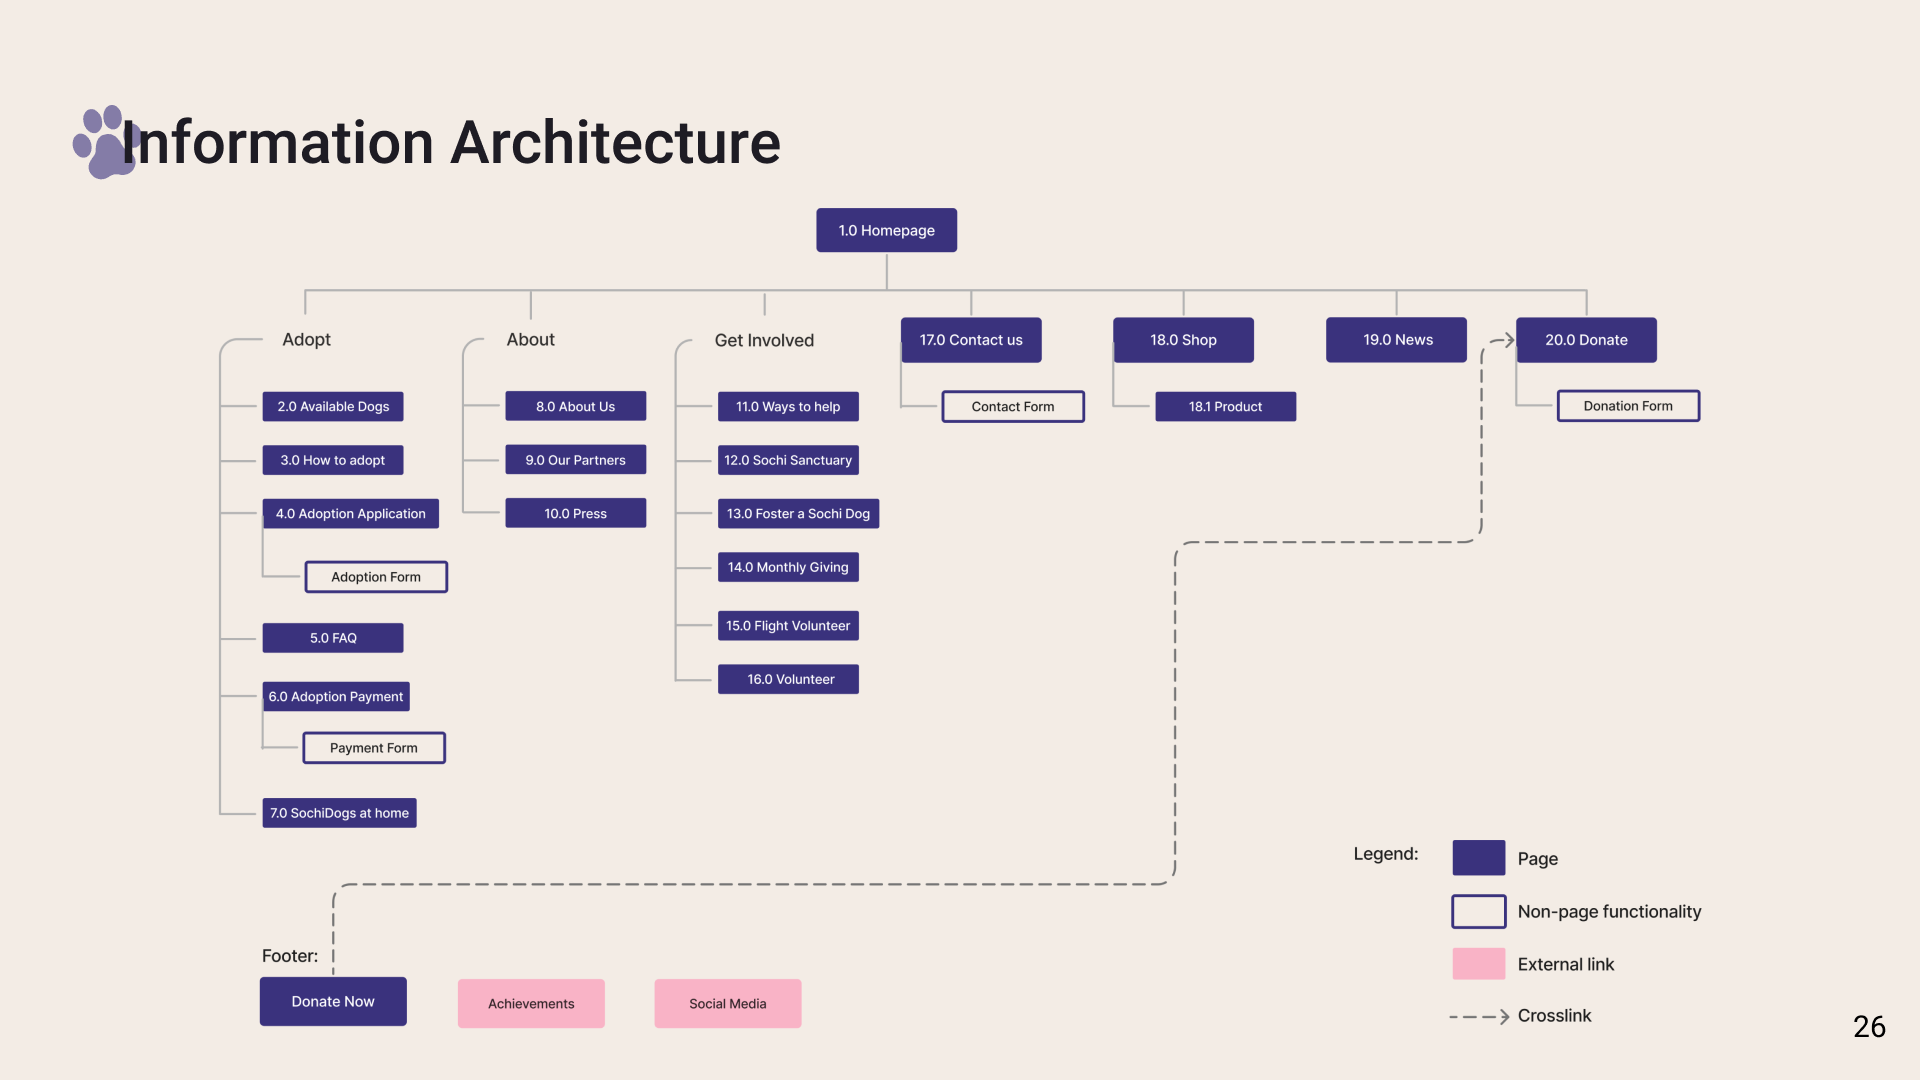 Information Architecture
1.0 Homepage
Adopt
2.0 Available Dogs
3.0 How to adopt
4.0 Adoption Application
Adoption Form
5.0 FAQ
6.0 Adoption Payment
Payment Form
7.0 SochiDogs at home
About
8.0 About Us
9.0 Our Partners
10.0 Press
Get Involved
11.0 Ways to help
12.0 Sochi Sanctuary
13.0 Foster a Sochi Dog
14.0 Monthly Giving
15.0 Flight Volunteer
16.0 Volunteer
17.0 Contact us
Contact Form
18.0 Shop
18.1 Product
19.0 News
20.0 Donate
Donation Form
Footer:
Donate Now
Achievements
Social Media
Legend:
Page
Non-page functionality
External link
Crosslink
26